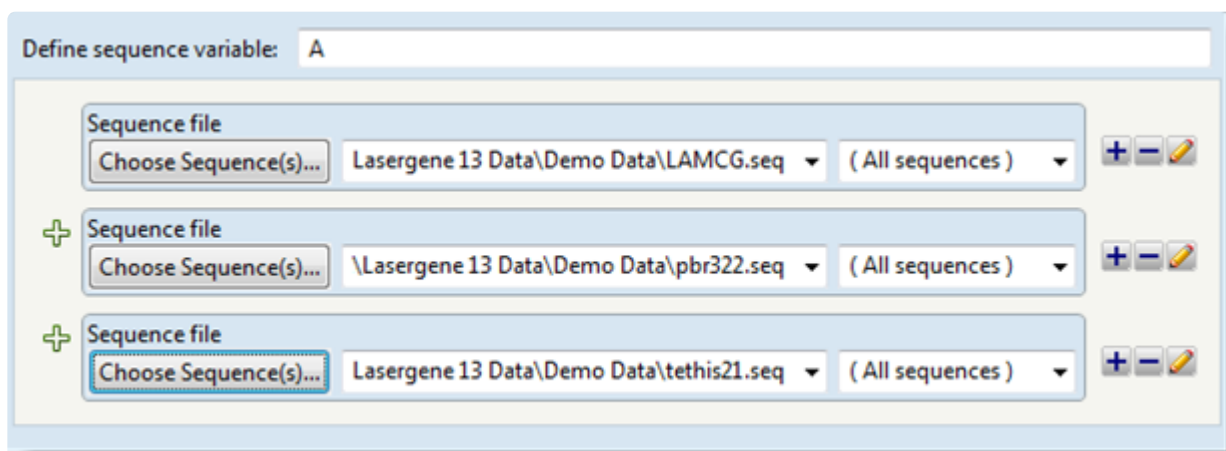 Define sequence variable: A
Sequence file
Choose Sequence(s)... Lasergene 13 Data\Demo Data\LAMCG.seq ( All sequences )
Sequence file
Choose Sequence(s)... \Lasergene 13 Data\Demo Data\pbr322.seq ( All sequences )
Sequence file
Choose Sequence(s)... Lasergene 13 Data\Demo Data\tethis21.seq ( All sequences )